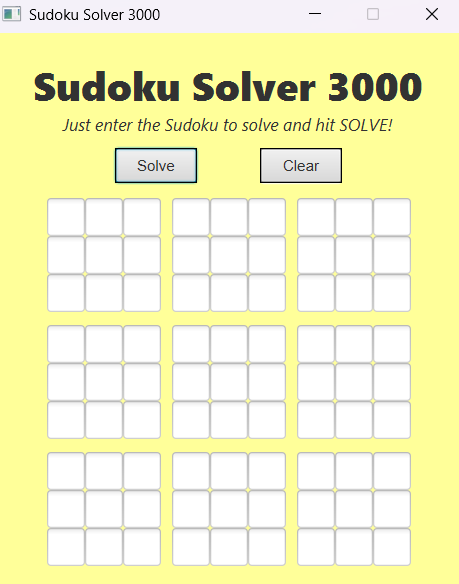 Sudoku Solver 3000
Sudoku Solver 3000
Just enter the Sudoku to solve and hit SOLVE!
Solve Clear